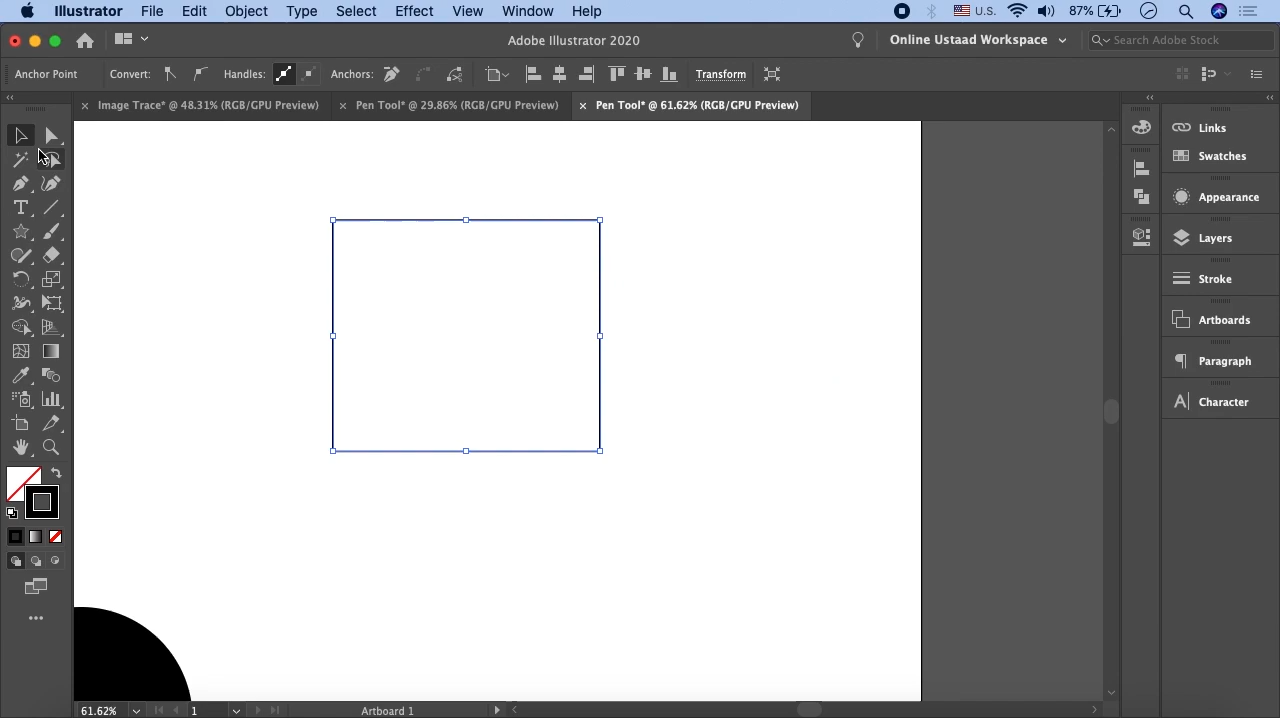 Illustrator File Edit Object Type Select Effect View Window Help U.S. 87%
Adobe Illustrator 2020 Online Ustaad Workspace Search Adobe Stock
Anchor Point Convert: Handles: Anchors: Transform
Image Trace* @ 48.31% (RGB/GPU Preview) Pen Tool* @ 29.86% (RGB/GPU Preview) Pen Tool* @ 61.62% (RGB/GPU Preview)
Links
Swatches
Appearance
Layers
Stroke
Artboards
Paragraph
Character
61.62% 1 Artboard 1